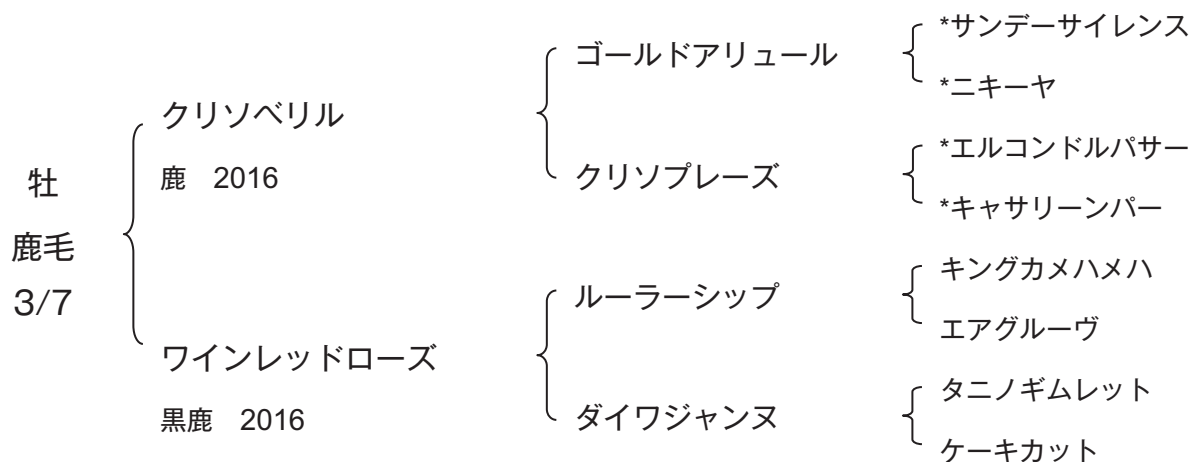 牡
鹿毛
3/7
クリソベリル
鹿 2016
ワインレッドローズ
黒鹿 2016
ゴールドアリュール
クリソプレーズ
ルーラーシップ
ダイワジャンヌ
*サンデーサイレンス
*ニキーヤ
*エルコンドルパサー
*キャサリーンパー
キングカメハメハ
エアグルーヴ
タニノギムレット
ケーキカット